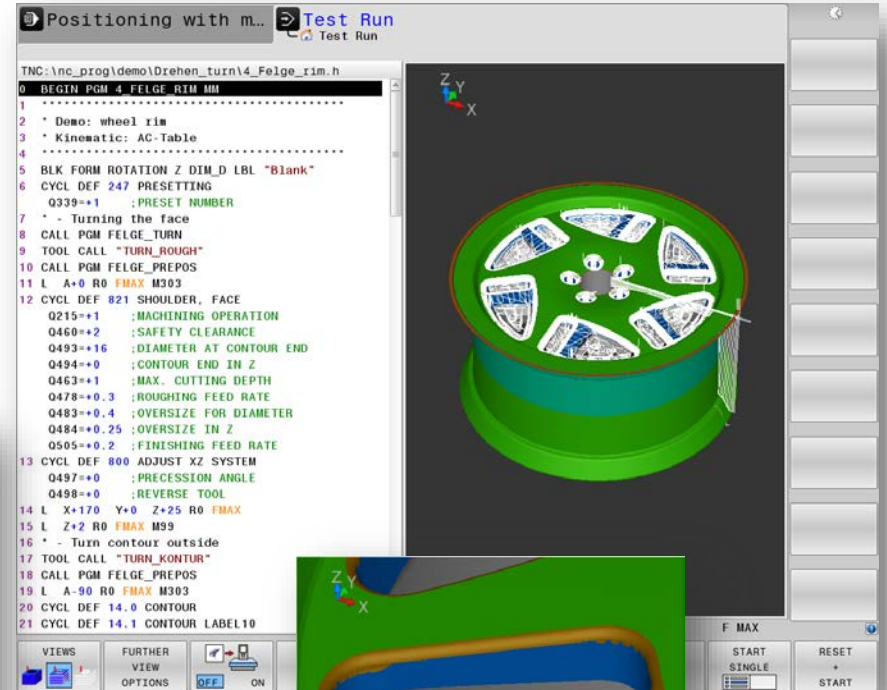 Positioning with m… Test Run
Test Run
TNC:\nc_prog\demo\Drehen_turn\4_Felge_rim.h
0 BEGIN PGM 4_FELGE_RIM MM
1 * * * * * * * * * * * * * * * * * * * * * * * * * * * * * * * * * * * * * * * *
2 * Demo: wheel rim
3 * Kinematic: AC-Table
4 * * * * * * * * * * * * * * * * * * * * * * * * * * * * * * * * * * * * * * * *
5 BLK FORM ROTATION Z DIM_D LBL "Blank"
6 CYCL DEF 247 PRESETTING
Q339=+1 ;PRESET NUMBER
7 * - Turning the face
8 CALL PGM FELGE_TURN
9 TOOL CALL "TURN_ROUGH"
10 CALL PGM FELGE_PREPOS
11 L A+0 R0 FMAX M303
12 CYCL DEF 821 SHOULDER, FACE
Q215=+1 ;MACHINING OPERATION
Q460=+2 ;SAFETY CLEARANCE
Q493=+16 ;DIAMETER AT CONTOUR END
Q494=+0 ;CONTOUR END IN Z
Q463=+1 ;MAX. CUTTING DEPTH
Q478=+0.3 ;ROUGHING FEED RATE
Q483=+0.4 ;OVERSIZE FOR DIAMETER
Q484=+0.25 ;OVERSIZE IN Z
Q505=+0.2 ;FINISHING FEED RATE
13 CYCL DEF 800 ADJUST XZ SYSTEM
Q497=+0 ;PRECESSION ANGLE
Q498=+0 ;REVERSE TOOL
14 L X+170 Y+0 Z+25 R0 FMAX
15 L Z+2 R0 FMAX M99
16 * - Turn contour outside
17 TOOL CALL "TURN_KONTUR"
18 CALL PGM FELGE_PREPOS
19 L A-90 R0 FMAX M303
20 CYCL DEF 14.0 CONTOUR
21 CYCL DEF 14.1 CONTOUR LABEL10
Z Y X
Z Y X
F MAX
VIEWS
FURTHER
VIEW
OPTIONS
OFF ON
START
SINGLE
RESET
+
START